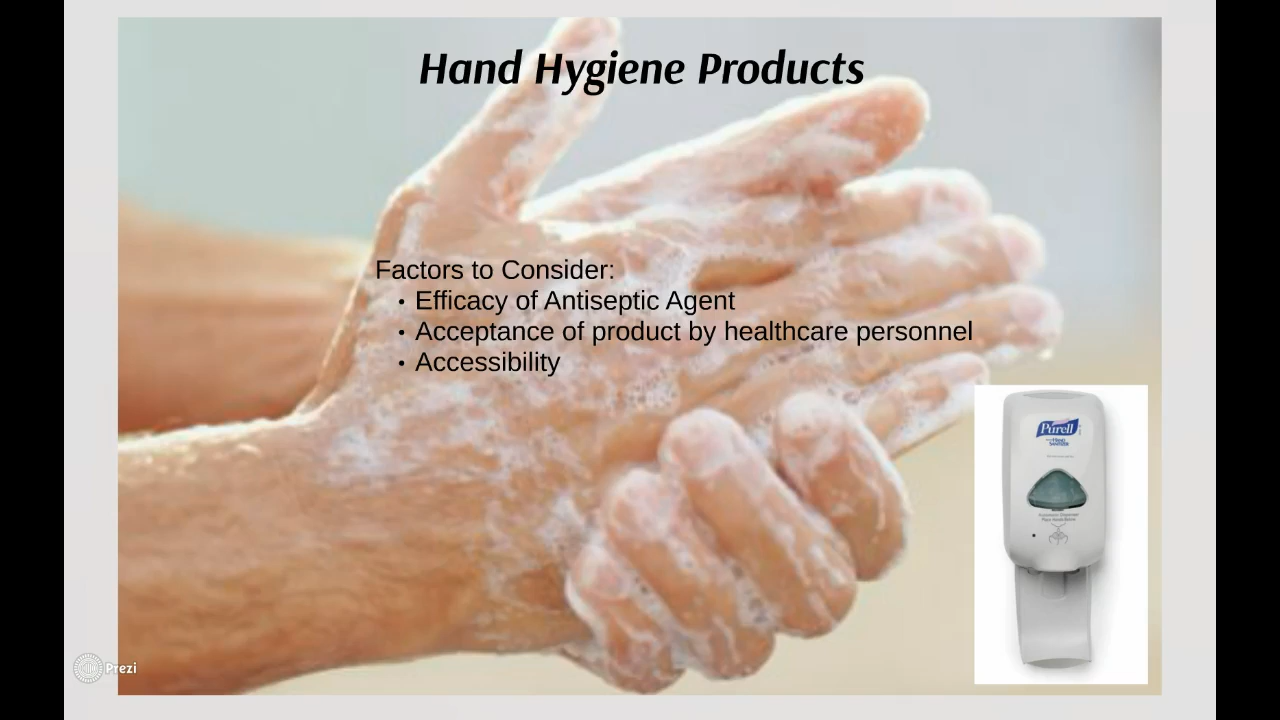 Hand Hygiene Products
Factors to Consider:
• Efficacy of Antiseptic Agent
• Acceptance of product by healthcare personnel
• Accessibility
Purell
Prezi